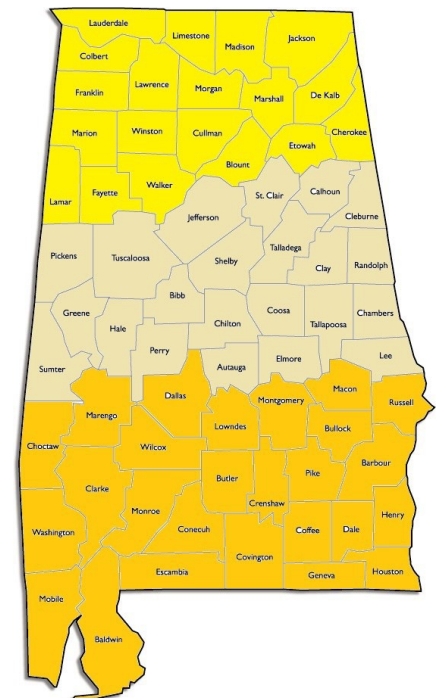 Lauderdale
Limestone
Madison
Jackson
Colbert
Lawrence
Franklin
Morgan
Marshall
De Kalb
Marion
Winston
Cullman
Cherokee
Etowah
Blount
Lamar
Fayette
Walker
Jefferson
St. Clair
Calhoun
Cleburne
Pickens
Tuscaloosa
Shelby
Talladega
Clay
Randolph
Bibb
Greene
Hale
Chilton
Coosa
Tallapoosa
Chambers
Perry
Sumter
Autauga
Elmore
Lee
Dallas
Macon
Marengo
Lowndes
Montgomery
Russell
Choctaw
Wilcox
Bullock
Clarke
Butler
Pike
Barbour
Monroe
Crenshaw
Washington
Conecuh
Coffee
Dale
Henry
Covington
Escambia
Geneva
Houston
Mobile
Baldwin